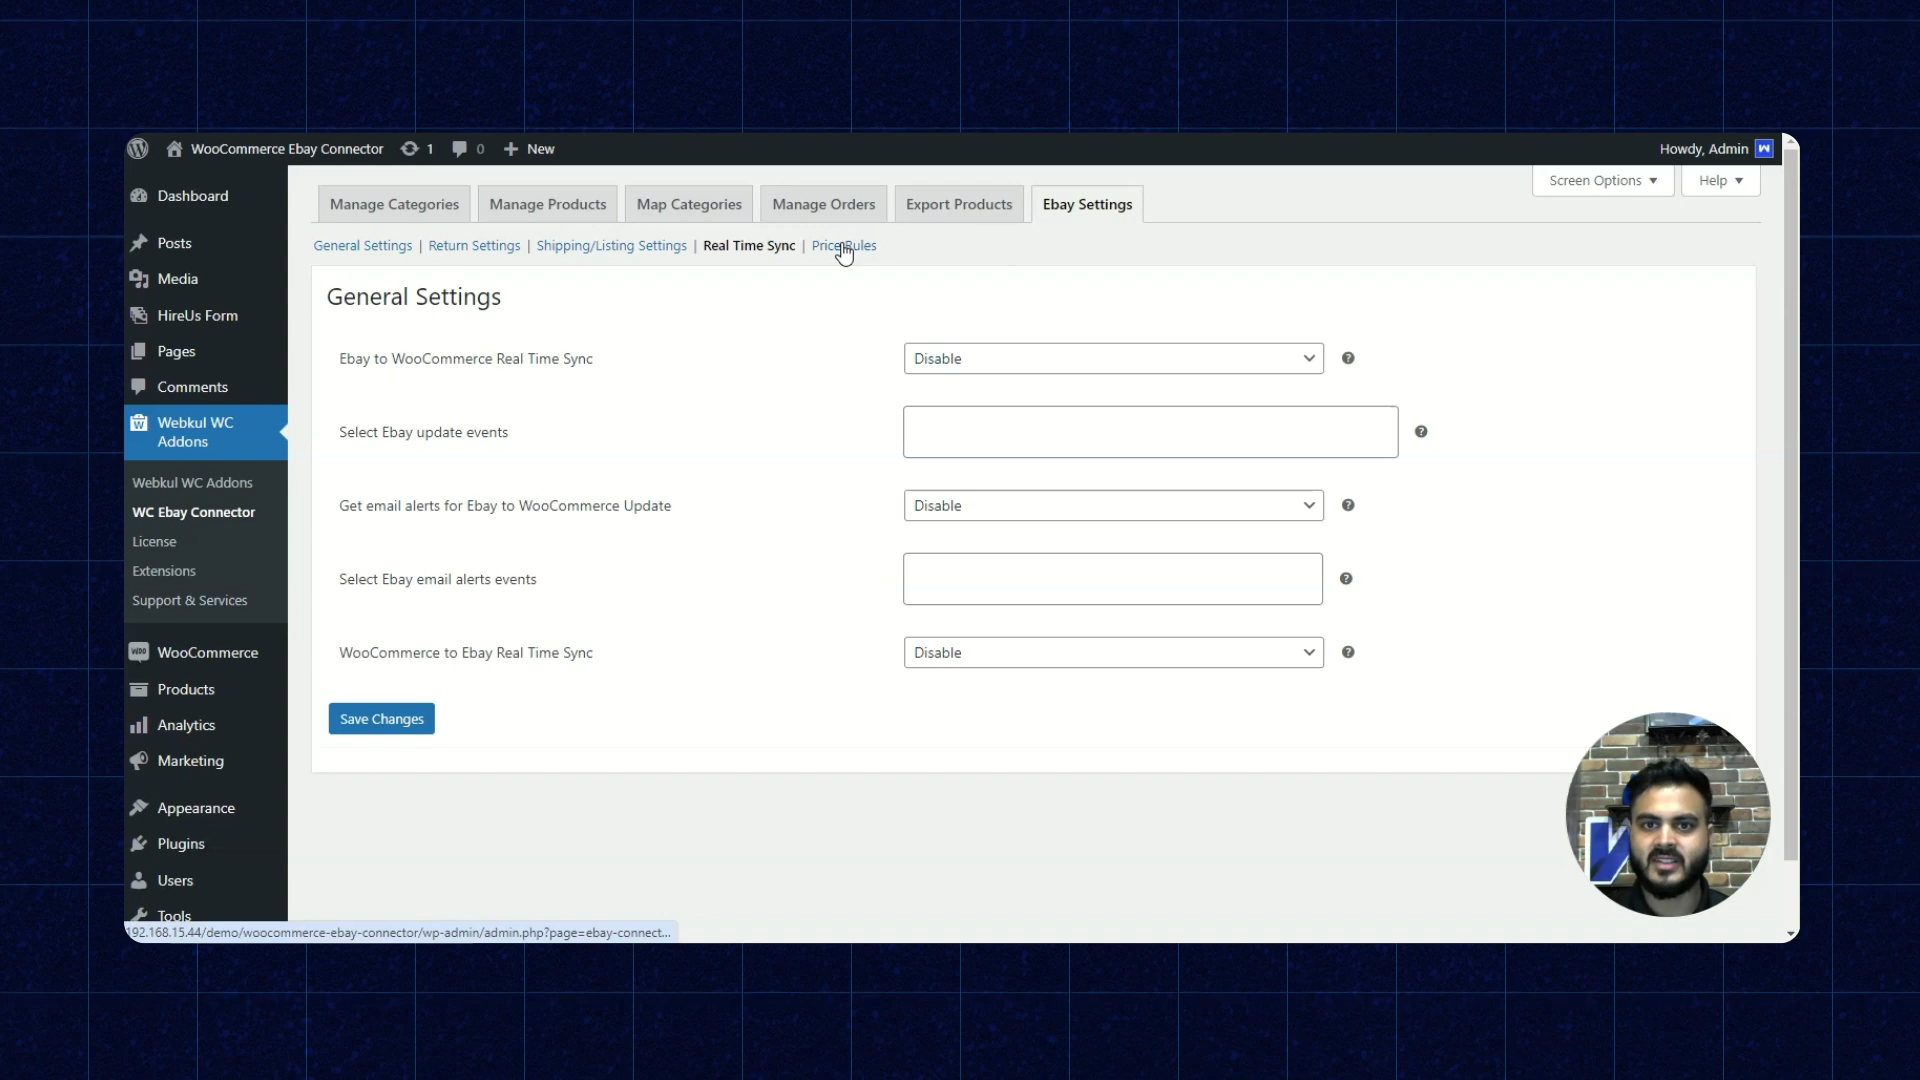 WooCommerce Ebay Connector 1 0 New Howdy, Admin
Screen Options Help
Dashboard
Posts
Media
HireUs Form
Pages
Comments
Webkul WC
Addons
Webkul WC Addons
WC Ebay Connector
License
Extensions
Support & Services
WooCommerce
Products
Analytics
Marketing
Appearance
Plugins
Users
Tools
Manage Categories Manage Products Map Categories Manage Orders Export Products Ebay Settings
General Settings | Return Settings | Shipping/Listing Settings | Real Time Sync | Price Rules
General Settings
Ebay to WooCommerce Real Time Sync Disable
Select Ebay update events
Get email alerts for Ebay to WooCommerce Update Disable
Select Ebay email alerts events
WooCommerce to Ebay Real Time Sync Disable
Save Changes
192.168.15.44/demo/woocommerce-ebay-connector/wp-admin/admin.php?page=ebay-connect...